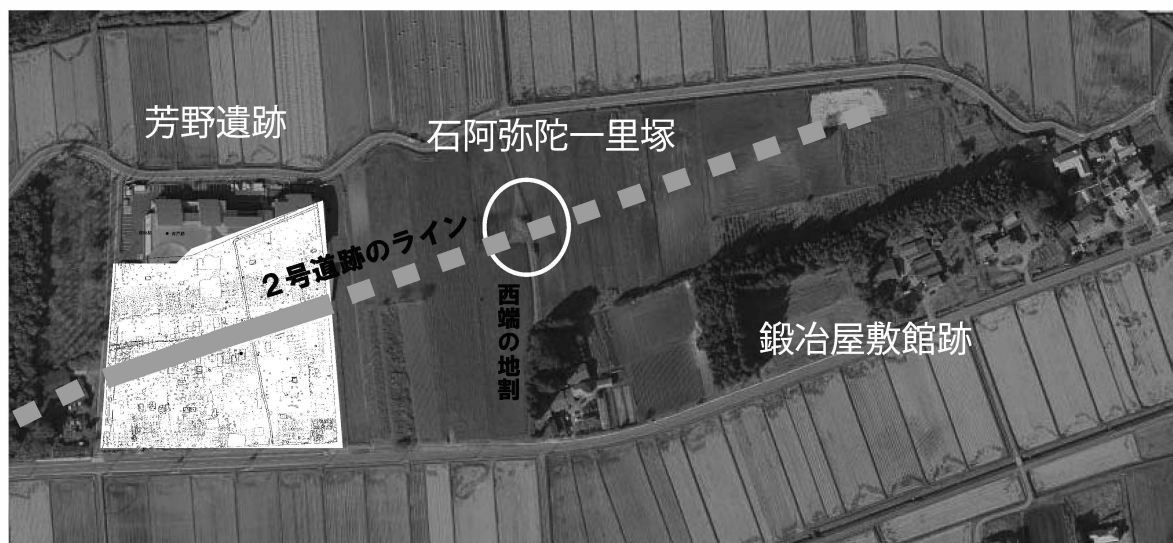 芳野遺跡
石阿弥陀一里塚
2号道跡のライン
西端の地割
鍛冶屋敷館跡